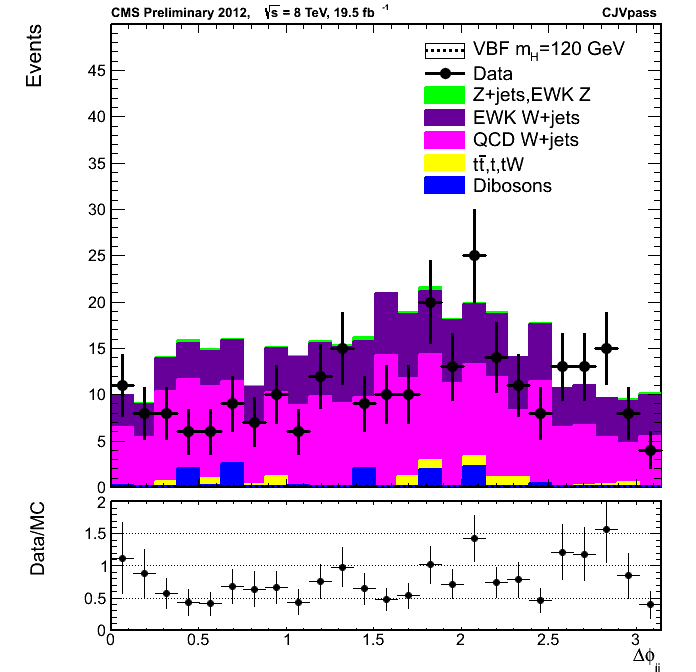 CMS Preliminary 2012, √s = 8 TeV, 19.5 fb⁻¹ CJVpass
Events
VBF m_H=120 GeV
Data
Z+jets,EWK Z
EWK W+jets
QCD W+jets
tt̅,t,tW
Dibosons
45
40
35
30
25
20
15
10
5
0
Data/MC
2
1.5
1
0.5
0
0 0.5 1 1.5 2 2.5 3
Δϕ_jj